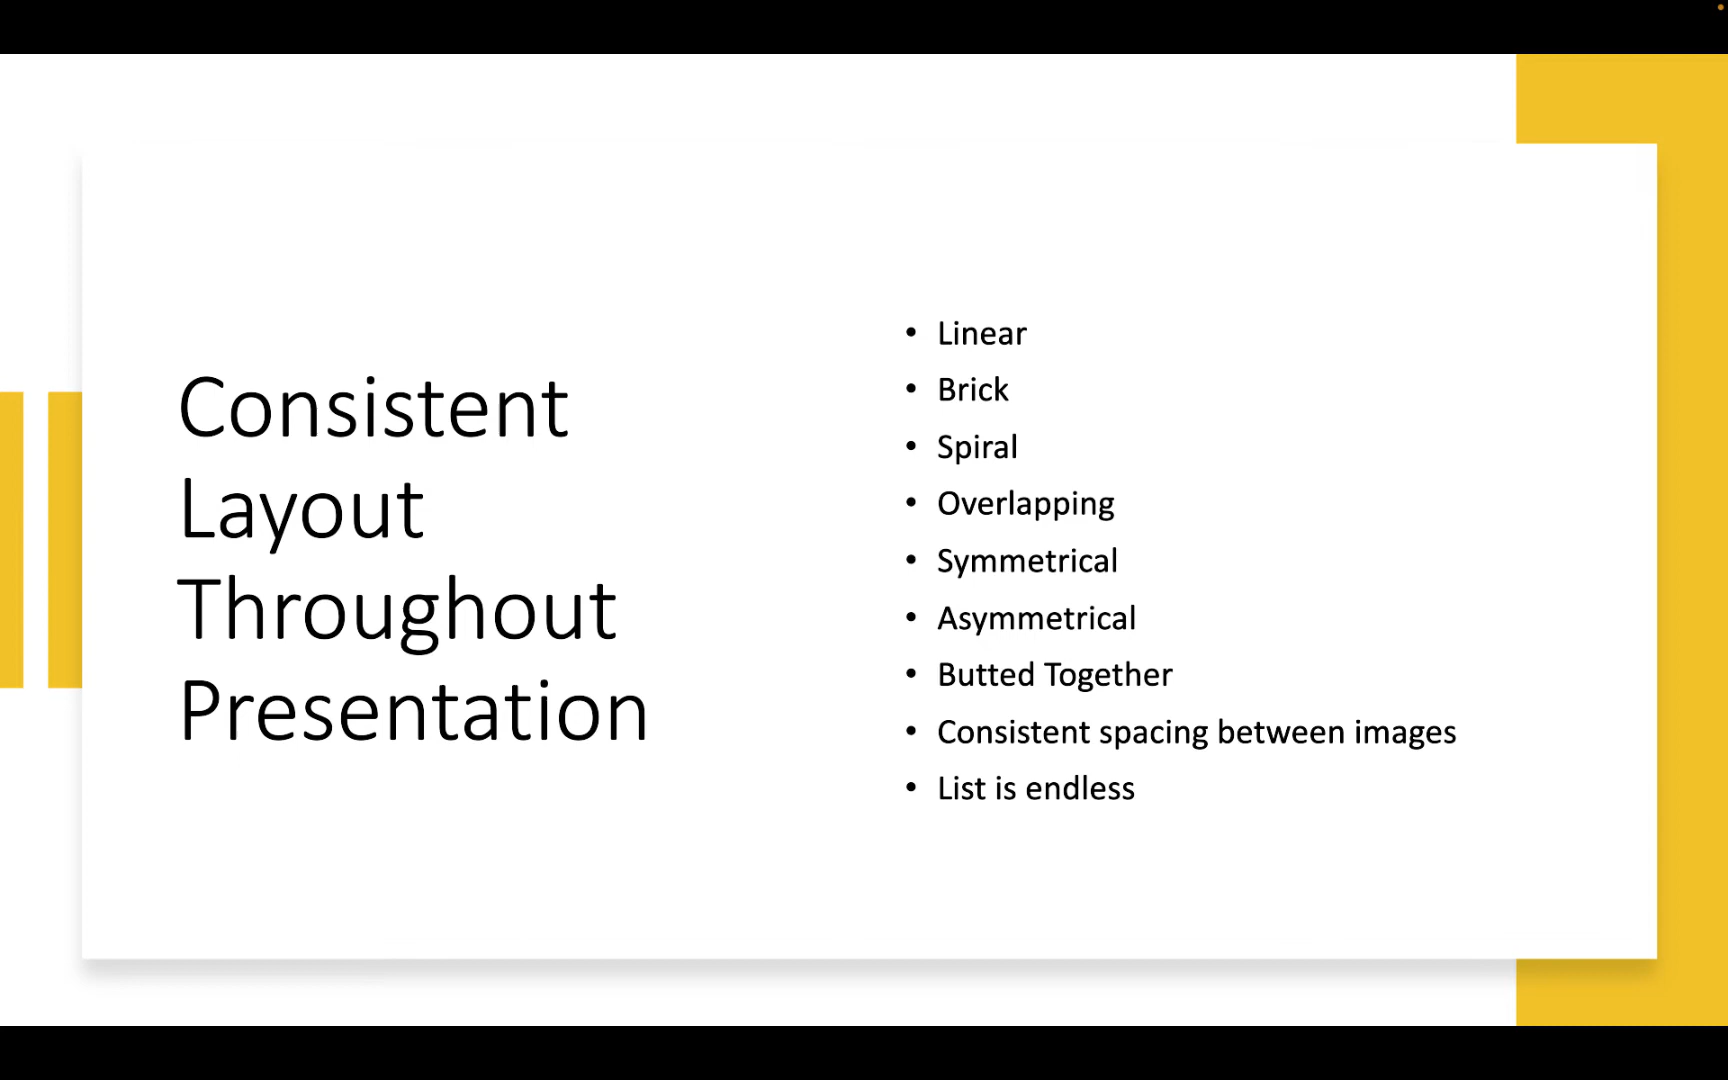 Consistent
Layout
Throughout
Presentation
• Linear
• Brick
• Spiral
• Overlapping
• Symmetrical
• Asymmetrical
• Butted Together
• Consistent spacing between images
• List is endless